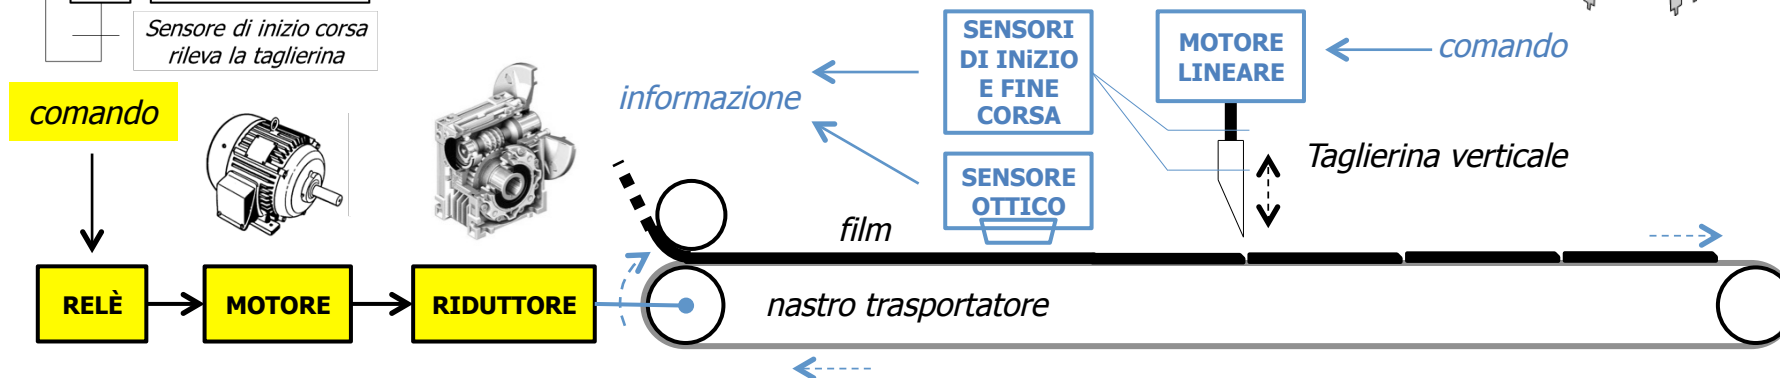 Sensore di inizio corsa
rileva la taglierina
comando
informazione
SENSORI
DI INiZIO
E FINE
CORSA
MOTORE
LINEARE
comando
Taglierina verticale
SENSORE
OTTICO
film
RELÈ
MOTORE
RIDUTTORE
nastro trasportatore